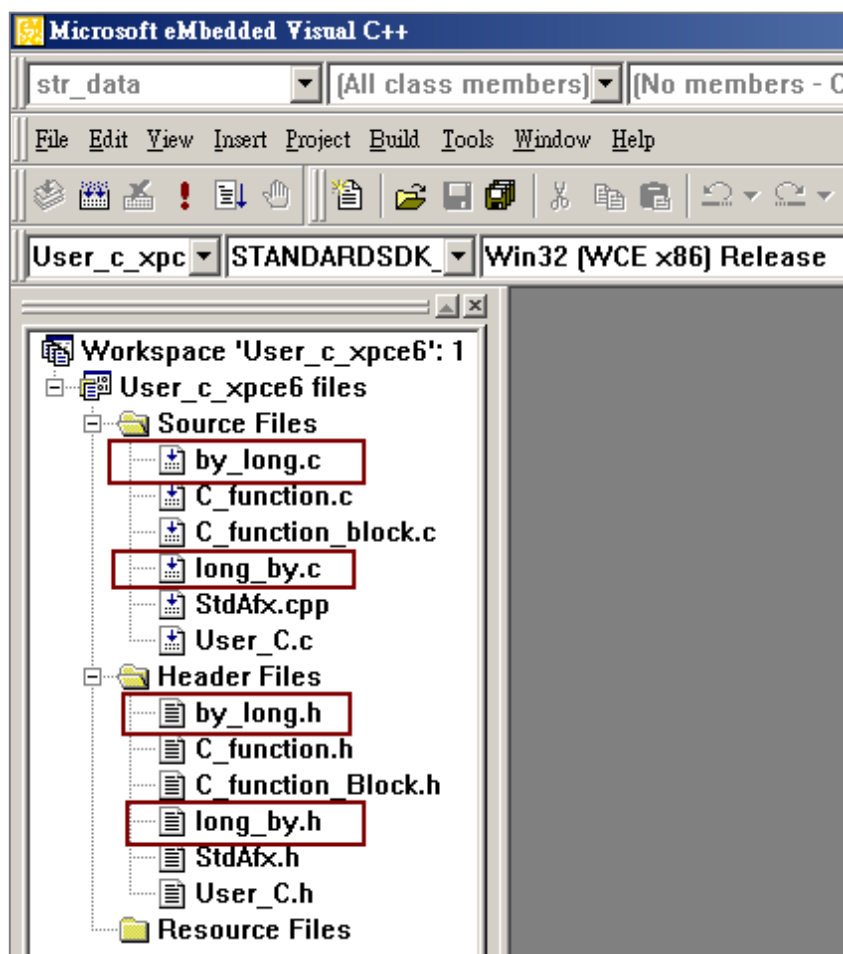 Microsoft eMbedded Visual C++
str_data (All class members) (No members - C
File Edit View Insert Project Build Tools Window Help
User_c_xpc STANDARDSDK_ Win32 (WCE x86) Release
Workspace 'User_c_xpce6': 1
User_c_xpce6 files
Source Files
by_long.c
C_function.c
C_function_block.c
long_by.c
StdAfx.cpp
User_C.c
Header Files
by_long.h
C_function.h
C_function_Block.h
long_by.h
StdAfx.h
User_C.h
Resource Files